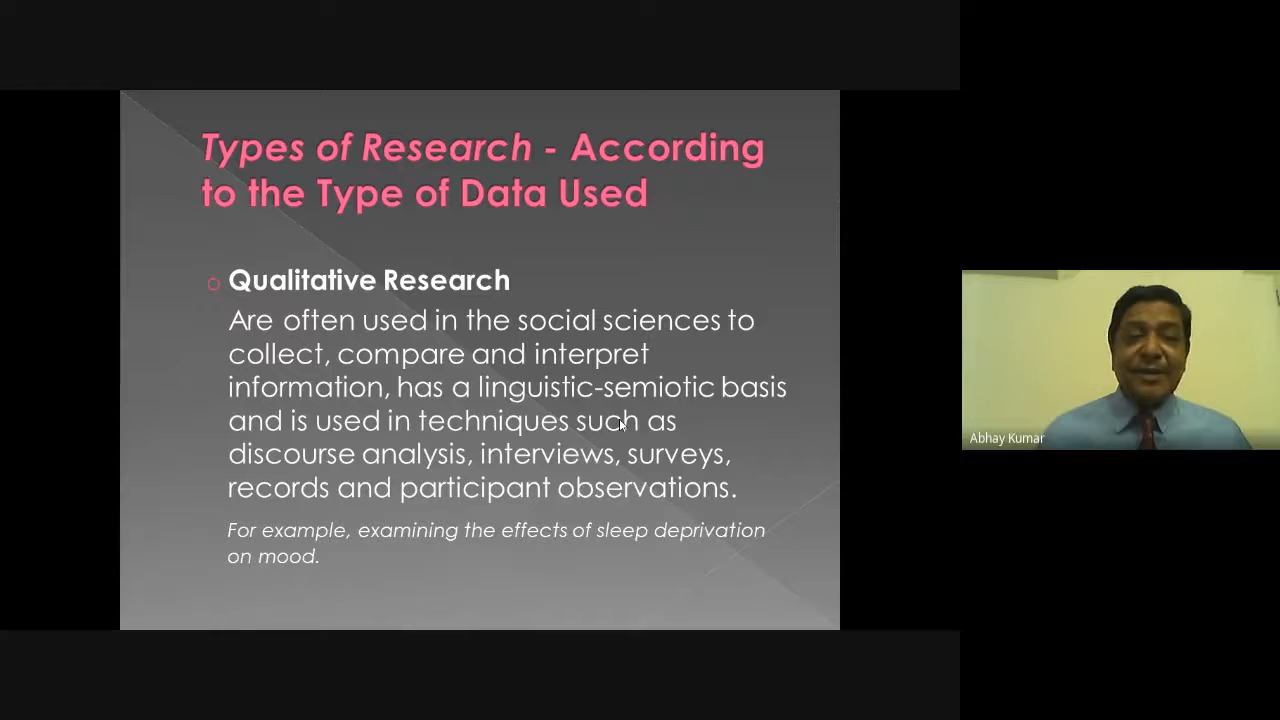 Types of Research - According
to the Type of Data Used
Qualitative Research
Are often used in the social sciences to
collect, compare and interpret
information, has a linguistic-semiotic basis
and is used in techniques such as
discourse analysis, interviews, surveys,
records and participant observations.
For example, examining the effects of sleep deprivation
on mood.
Abhay Kumar